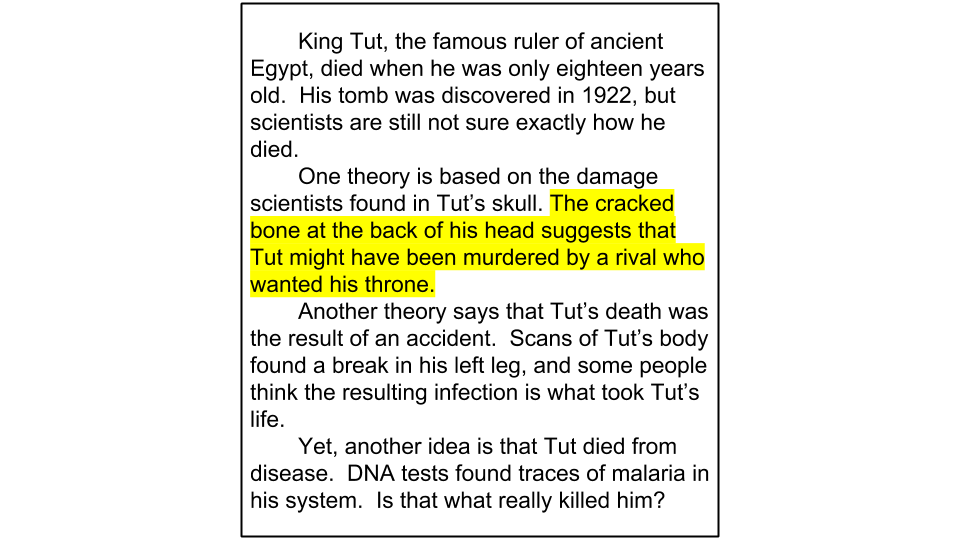 King Tut, the famous ruler of ancient
Egypt, died when he was only eighteen years
old.  His tomb was discovered in 1922, but
scientists are still not sure exactly how he
died.
One theory is based on the damage
scientists found in Tut’s skull. The cracked
bone at the back of his head suggests that
Tut might have been murdered by a rival who
wanted his throne.
Another theory says that Tut’s death was
the result of an accident.  Scans of Tut’s body
found a break in his left leg, and some people
think the resulting infection is what took Tut’s
life.
Yet, another idea is that Tut died from
disease.  DNA tests found traces of malaria in
his system.  Is that what really killed him?